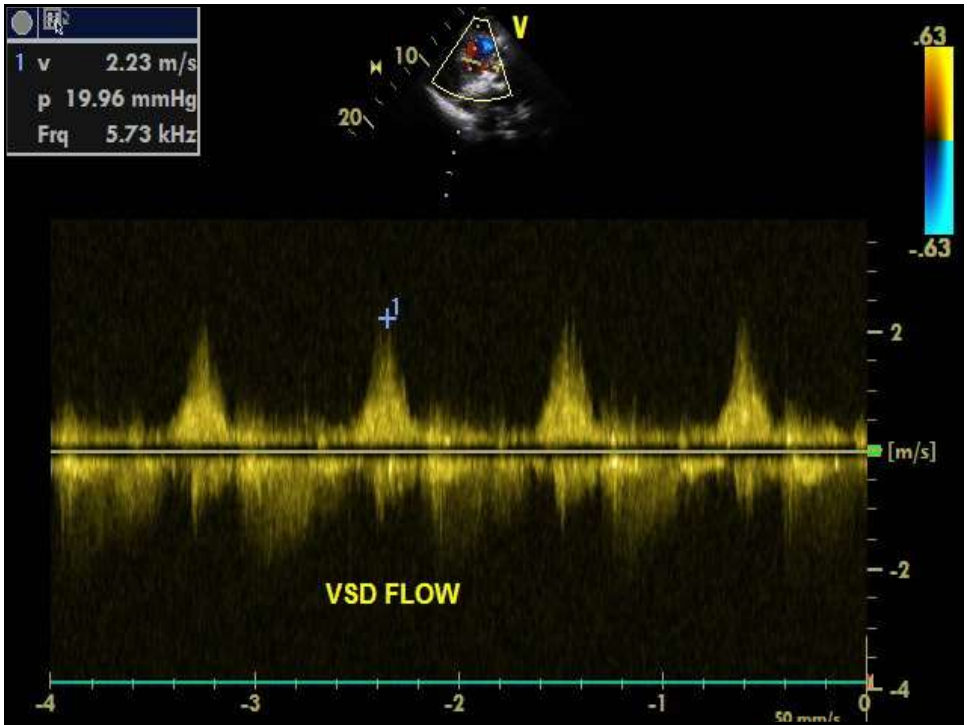 1 v 2.23 m/s
p 19.96 mmHg
Frq 5.73 kHz
V
10
20
.63
-.63
1
2
[m/s]
-2
VSD FLOW
-4
-4 -3 -2 -1 0
50 mm/s